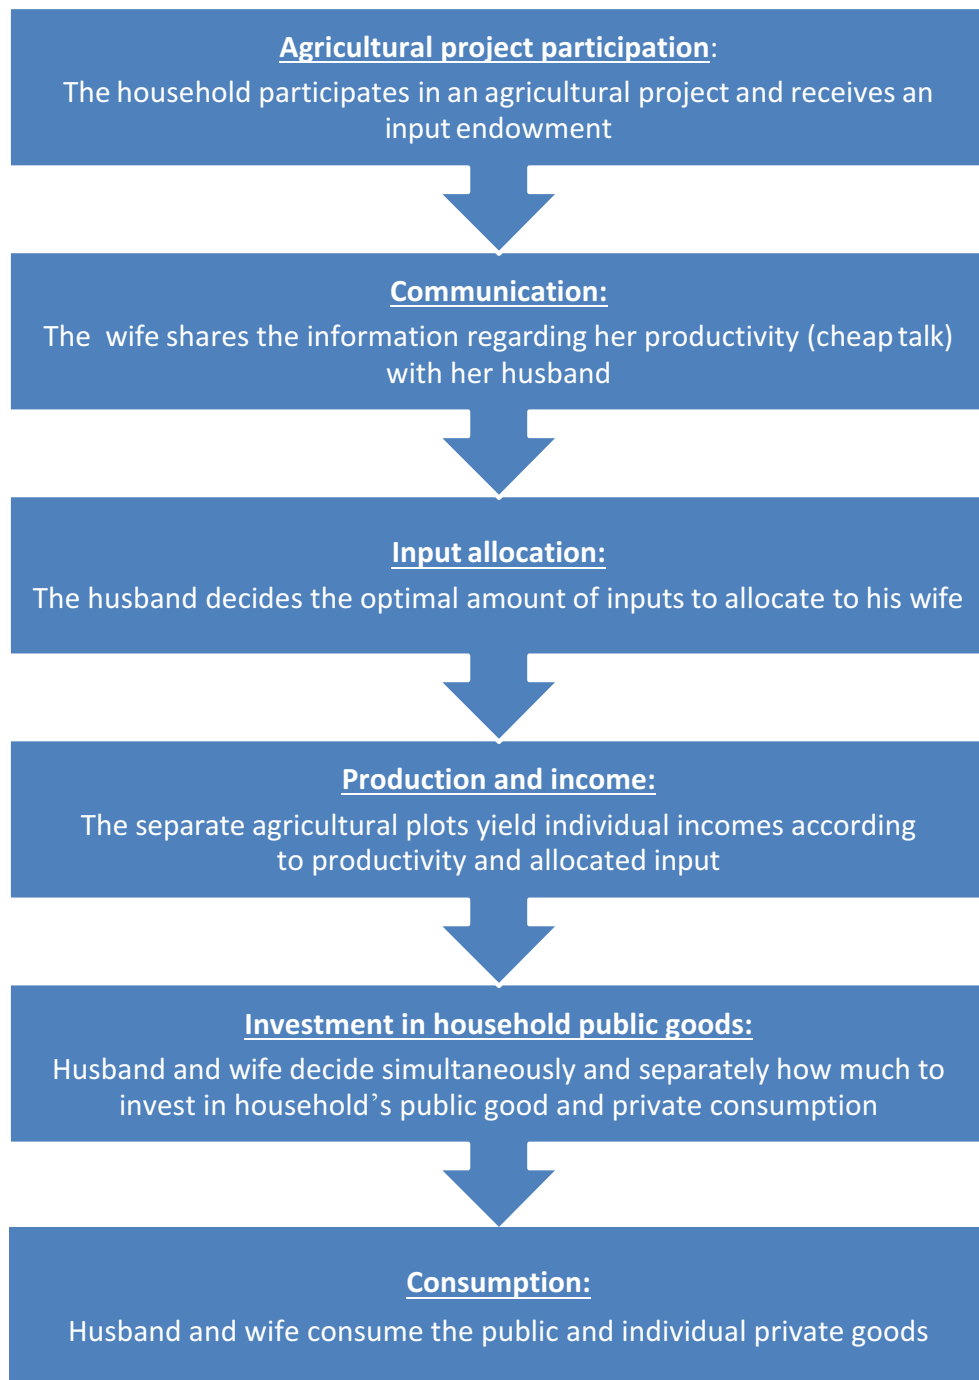 Agricultural project participation:
The household participates in an agricultural project and receives an
input endowment
Communication:
The wife shares the information regarding her productivity (cheap talk)
with her husband
Input allocation:
The husband decides the optimal amount of inputs to allocate to his wife
Production and income:
The separate agricultural plots yield individual incomes according
to productivity and allocated input
Investment in household public goods:
Husband and wife decide simultaneously and separately how much to
invest in household’s public good and private consumption
Consumption:
Husband and wife consume the public and individual private goods